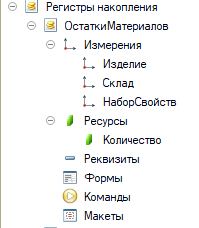 Регистры накопления
ОстаткиМатериалов
Измерения
Изделие
Склад
НаборСвойств
Ресурсы
Количество
Реквизиты
Формы
Команды
Макеты